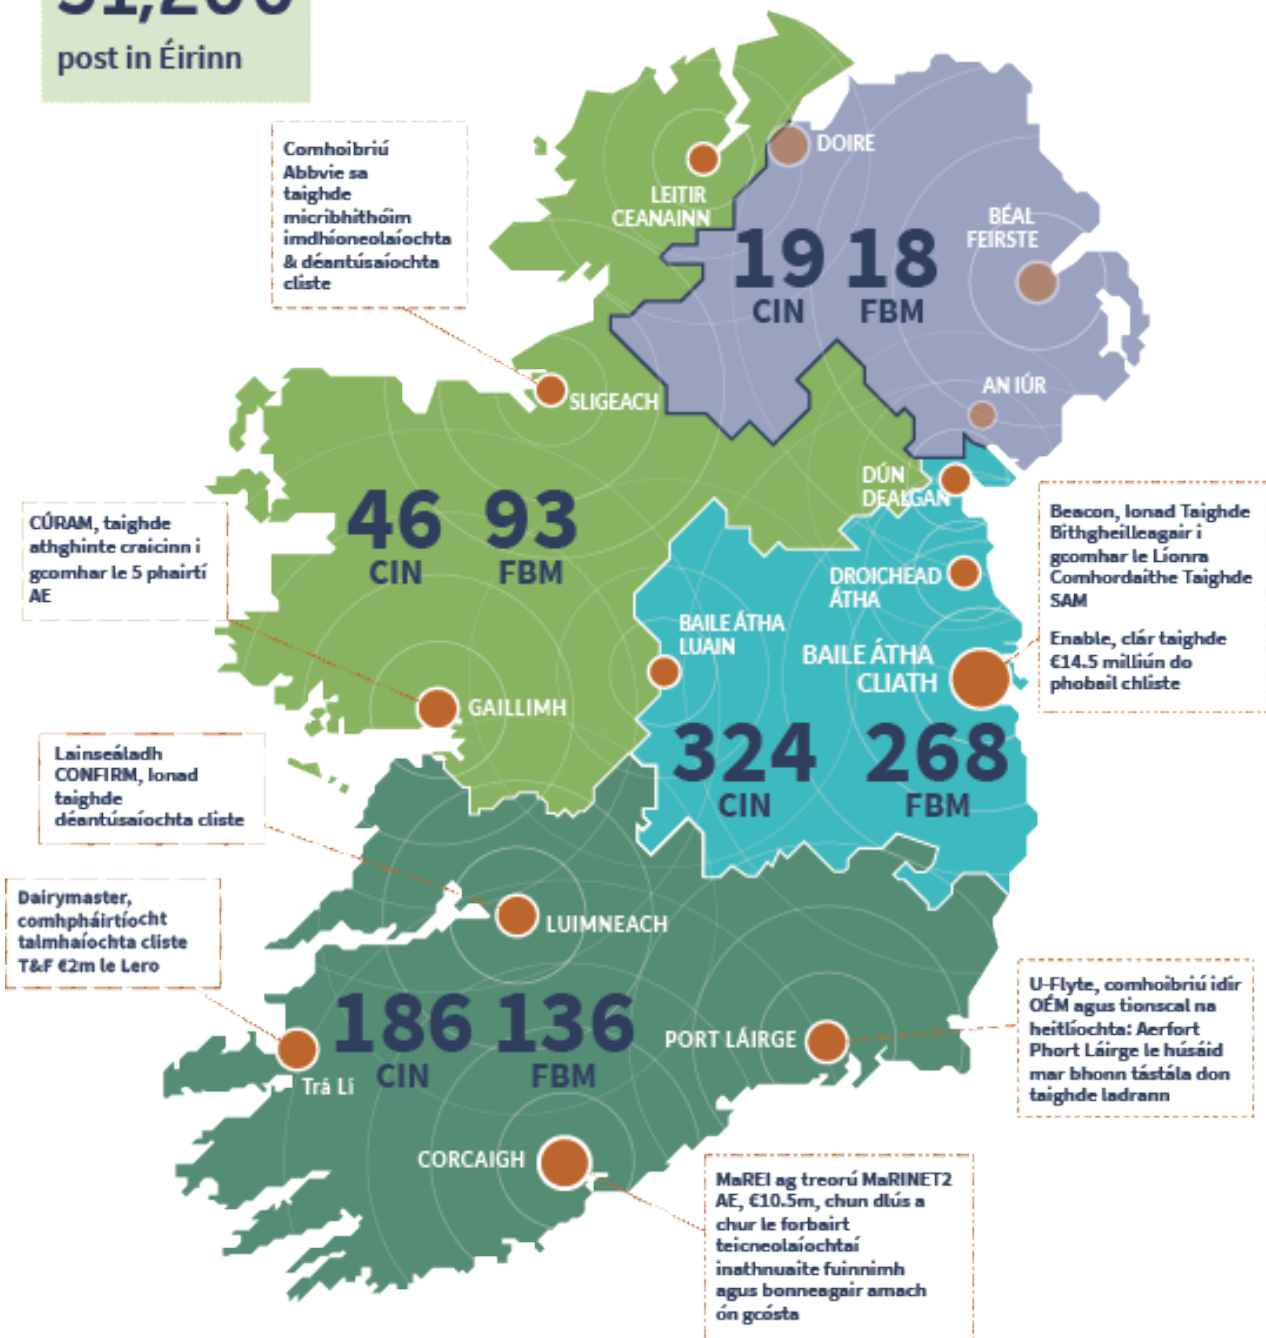 post in Éirinn
Comhoibriú
Abbvie sa
taighde
micribhithóim
imdhíoneolaíochta
& déantúsaíochta
cliste
LEITIR
CEANAINN
DOIRE
BÉAL
FEIRSTE
19 18
CIN FBM
AN IÚR
SLIGEACH
DÚN
DEALGAN
CÚRAM, taighde
athghinte craicinn i
gcomhar le 5 phairtí
AE
46 93
CIN FBM
Beacon, Ionad Taighde
Bithgheilleagair i
gcomhar le Líonra
Comhordaithe Taighde
SAM
Enable, clár taighde
€14.5 milliún do
phobail chliste
DROICHEAD
ÁTHA
BAILE ÁTHA
LUAIN
BAILE ÁTHA
CLIATH
GAILLIMH
324 268
CIN FBM
Lainseáladh
CONFIRM, Ionad
taighde
déantúsaíochta cliste
Dairymaster,
comhpháirtíocht
talmhaíochta cliste
T&F €2m le Lero
LUIMNEACH
186 136
CIN FBM
Trá Lí
PORT LÁIRGE
U-Flyte, comhoibriú idir
OÉM agus tionscal na
heitlíochta: Aerfort
Phort Láirge le húsáid
mar bhonn tástála don
taighde ladrann
CORCAIGH
MaREI ag treorú MaRINET2
AE, €10.5m, chun dlús a
chur le forbairt
teicneolaíochtaí
inathnuaite fuinnimh
agus bonneagair amach
ón gcósta